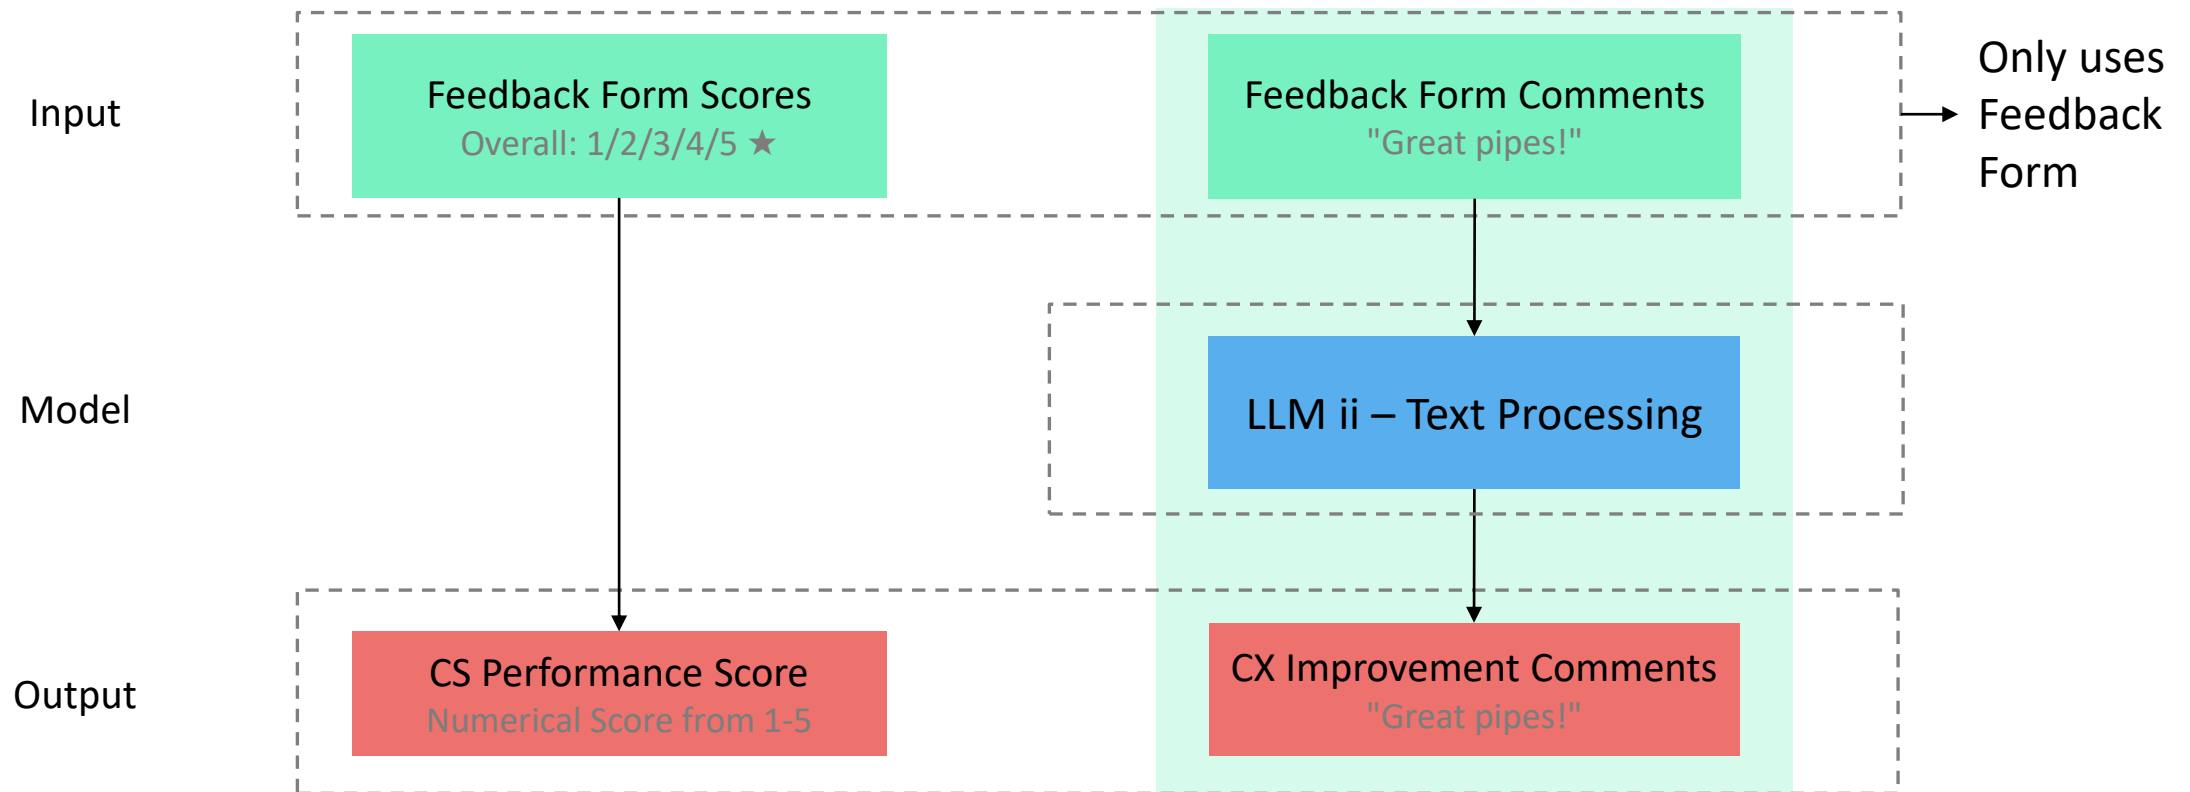 Input
Feedback Form Scores
Overall: 1/2/3/4/5 ★
Feedback Form Comments
"Great pipes!"
Only uses
Feedback
Form
Model
LLM ii – Text Processing
Output
CS Performance Score
Numerical Score from 1-5
CX Improvement Comments
"Great pipes!"